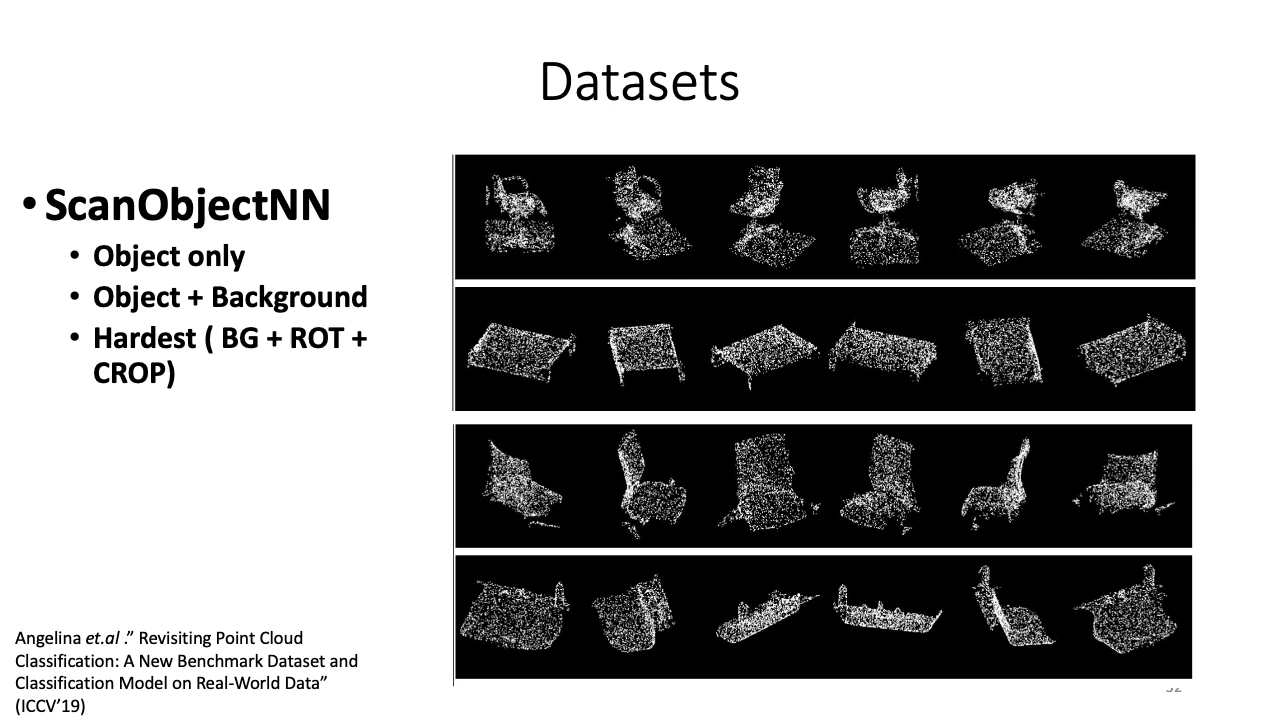 Datasets
• ScanObjectNN
• Object only
• Object + Background
• Hardest ( BG + ROT +
CROP)
Angelina et.al .” Revisiting Point Cloud
Classification: A New Benchmark Dataset and
Classification Model on Real-World Data”
(ICCV’19)